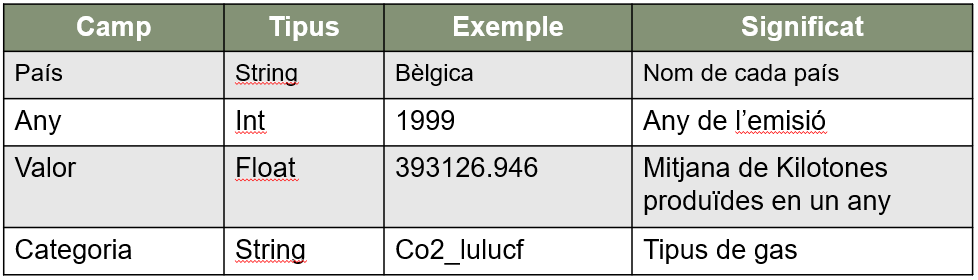 Camp Tipus Exemple Significat
País String Bèlgica Nom de cada país
Any Int 1999 Any de l’emisió
Valor Float 393126.946 Mitjana de Kilotones
produïdes en un any
Categoria String Co2_lulucf Tipus de gas